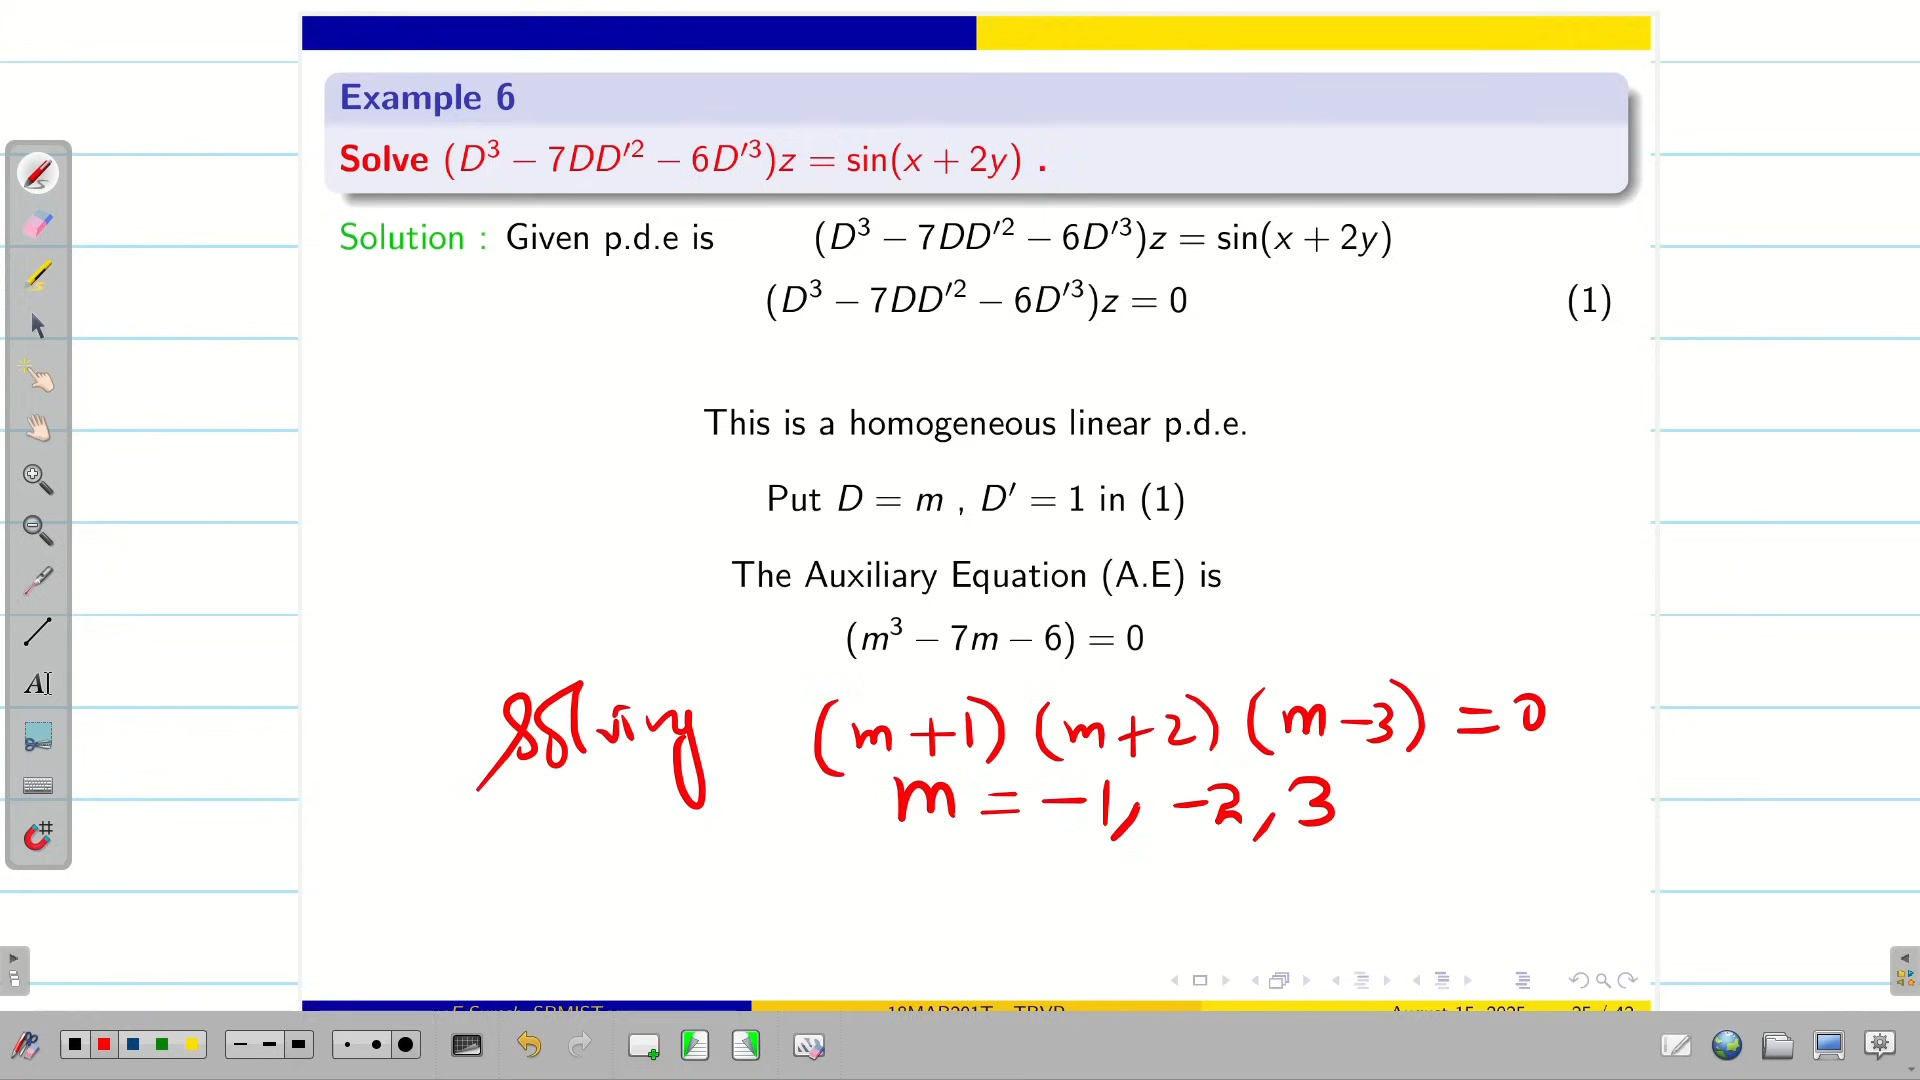 Example 6
Solve (D³ − 7DD′² − 6D′³)z = sin(x + 2y) .
Solution : Given p.d.e is (D³ − 7DD′² − 6D′³)z = sin(x + 2y)
(D³ − 7DD′² − 6D′³)z = 0 (1)
This is a homogeneous linear p.d.e.
Put D = m , D′ = 1 in (1)
The Auxiliary Equation (A.E) is
(m³ − 7m − 6) = 0
Solving (m+1) (m+2) (m−3) = 0
m = −1, −2, 3